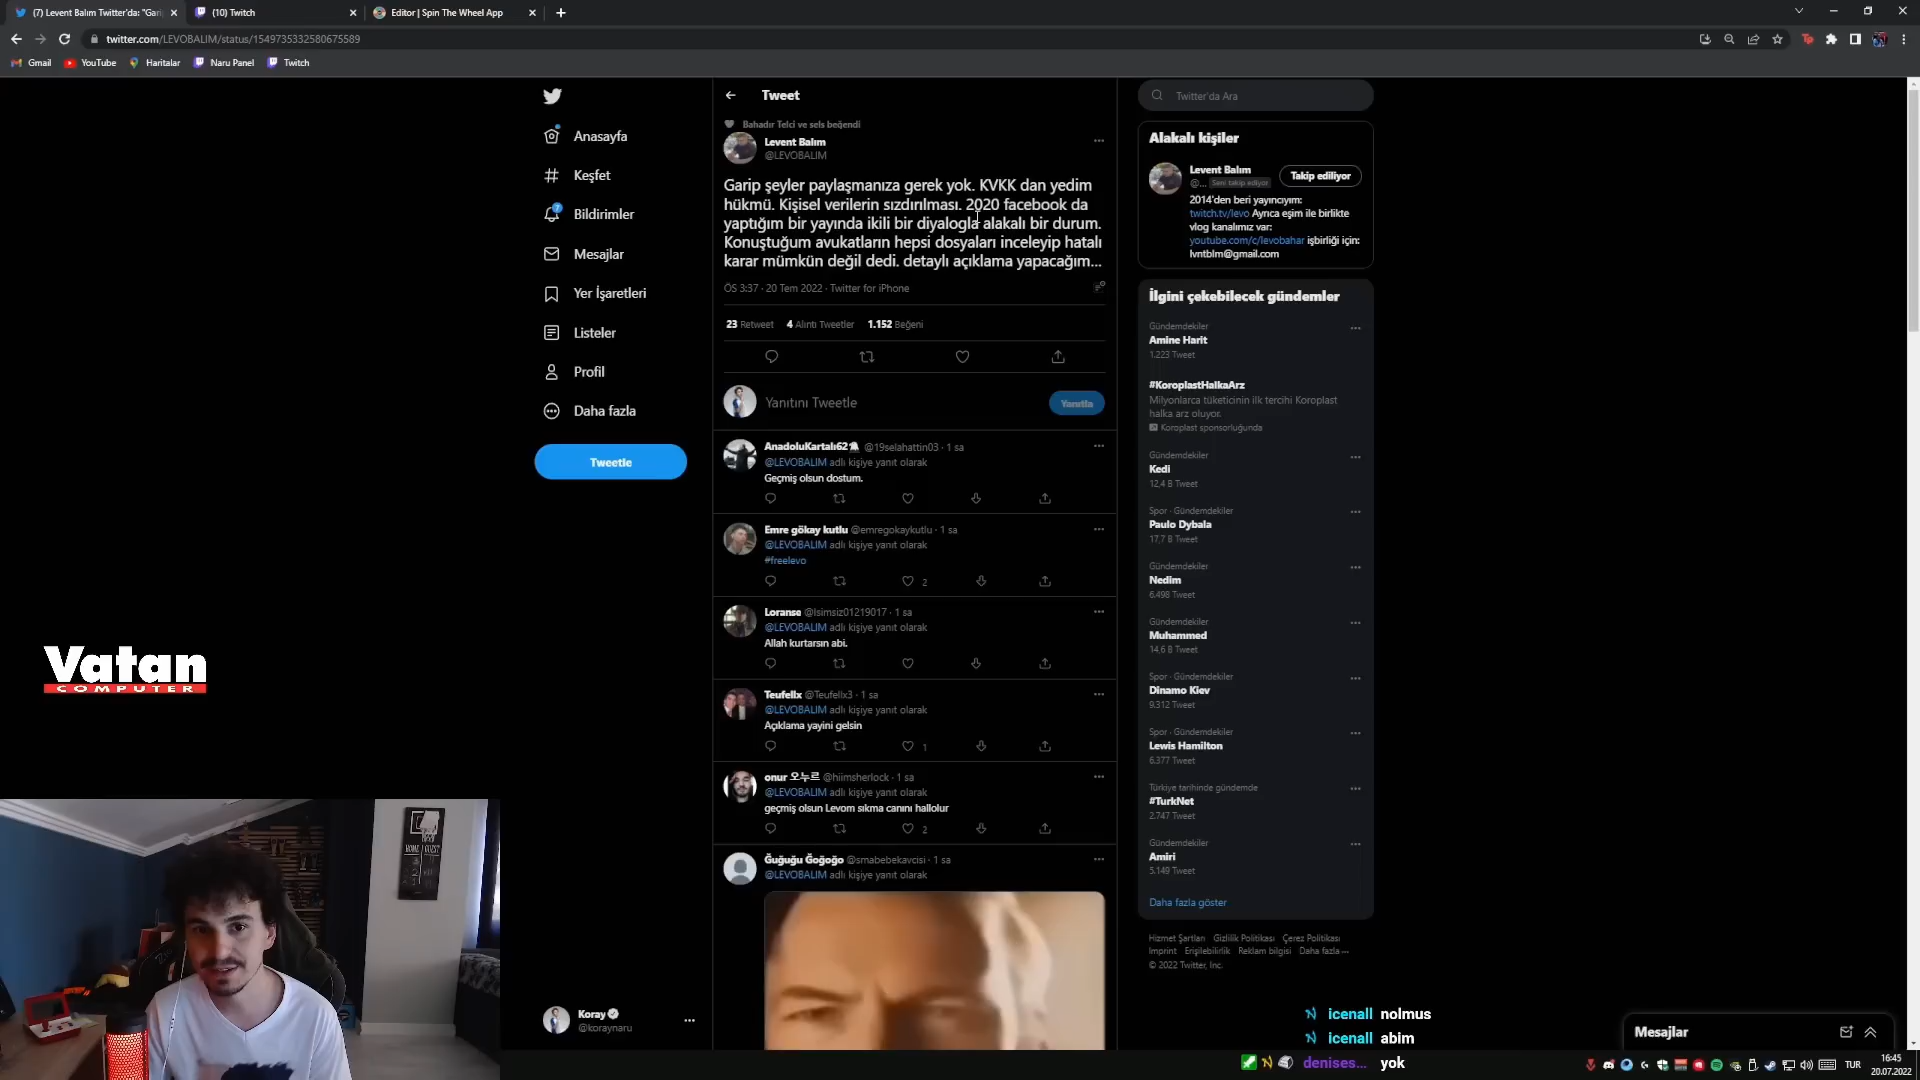 (7) Levent Balım Twitter'da: "Gari
(10) Twitch
Editor | Spin The Wheel App
twitter.com/LEVOBALIM/status/1549735332580675589
Gmail
YouTube
Haritalar
Naru Panel
Twitch
Anasayfa
Keşfet
7
Bildirimler
Mesajlar
Yer İşaretleri
Listeler
Profil
Daha fazla
Tweetle
Koray
@koraynaru
Tweet
Bahadır Telci ve sels beğendi
Levent Balım
@LEVOBALIM
Garip şeyler paylaşmanıza gerek yok. KVKK dan yedim
hükmü. Kişisel verilerin sızdırılması. 2020 facebook da
yaptığım bir yayında ikili bir diyalogla alakalı bir durum.
Konuştuğum avukatların hepsi dosyaları inceleyip hatalı
karar mümkün değil dedi. detaylı açıklama yapacağım...
ÖS 3:37 · 20 Tem 2022 · Twitter for iPhone
23 Retweet 4 Alıntı Tweetler 1.152 Beğeni
Yanıtını Tweetle
Yanıtla
AnadoluKartalı62 @19selahattin03 · 1 sa
@LEVOBALIM adlı kişiye yanıt olarak
Geçmiş olsun dostum.
Emre gökay kutlu @emregokaykutlu · 1 sa
@LEVOBALIM adlı kişiye yanıt olarak
#freelevo
2
Loranse @Isimsiz01219017 · 1 sa
@LEVOBALIM adlı kişiye yanıt olarak
Allah kurtarsın abi.
Teufelix @Teufelix3 · 1 sa
@LEVOBALIM adlı kişiye yanıt olarak
Açıklama yayini gelsin
1
onur 오누르 @hiimsherlock · 1 sa
@LEVOBALIM adlı kişiye yanıt olarak
geçmiş olsun Levom sıkma canını hallolur
2
Ğuğuğu Ğoğoğo @smabebekavcisi · 1 sa
@LEVOBALIM adlı kişiye yanıt olarak
Twitter'da Ara
Alakalı kişiler
Levent Balım
@... Seni takip ediyor
Takip ediliyor
2014'den beri yayıncıyım:
twitch.tv/levo Ayrıca eşim ile birlikte
vlog kanalımız var:
youtube.com/c/levobahar işbirliği için:
lvntblm@gmail.com
İlgini çekebilecek gündemler
Gündemdekiler
Amine Harit
1.223 Tweet
#KoroplastHalkaArz
Milyonlarca tüketicinin ilk tercihi Koroplast
halka arz oluyor.
Koroplast sponsorluğunda
Gündemdekiler
Kedi
12,4 B Tweet
Spor · Gündemdekiler
Paulo Dybala
17,7 B Tweet
Gündemdekiler
Nedim
6.498 Tweet
Gündemdekiler
Muhammed
14,6 B Tweet
Spor · Gündemdekiler
Dinamo Kiev
9.312 Tweet
Spor · Gündemdekiler
Lewis Hamilton
6.377 Tweet
Türkiye tarihinde gündemde
#TurkNet
2.747 Tweet
Gündemdekiler
Amiri
5.149 Tweet
Daha fazla göster
Hizmet Şartları Gizlilik Politikası Çerez Politikası
Imprint Erişilebilirlik Reklam bilgisi Daha fazla ···
© 2022 Twitter, Inc.
Vatan
COMPUTER
HOME GUEST
icenall nolmus
icenall abim
denises... yok
Mesajlar
TUR
16:45
20.07.2022